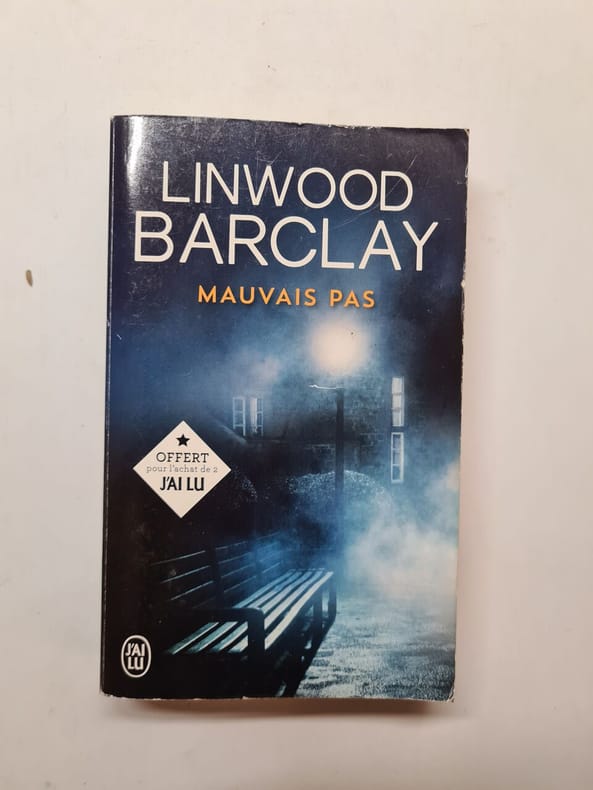 LINWOOD
BARCLAY
MAUVAIS PAS
OFFERT
pour l'achat de 2
J'AI LU
J'AI
LU